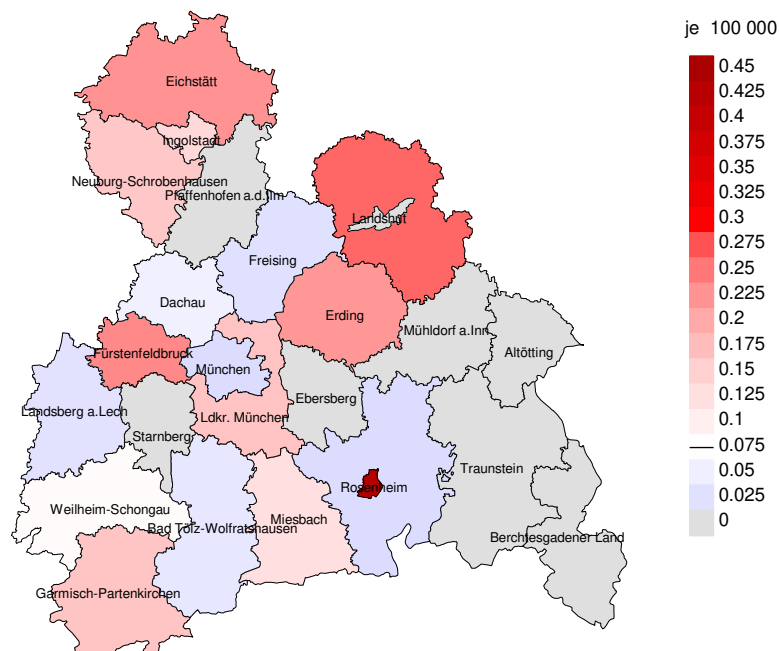 je 100 000
0.45
0.425
0.4
0.375
0.35
0.325
0.3
0.275
0.25
0.225
0.2
0.175
0.15
0.125
0.1
0.075
0.05
0.025
0
Eichstätt
Ingolstadt
Neuburg-Schrobenhausen
Pfaffenhofen a.d.Ilm
Landshut
Freising
Dachau
Erding
Mühldorf a.Inn
Altötting
Fürstenfeldbruck
München
Ebersberg
Landsberg a.Lech
Ldkr. München
Starnberg
Traunstein
Rosenheim
Weilheim-Schongau
Miesbach
Bad Tölz-Wolfratshausen
Berchtesgadener Land
Garmisch-Partenkirchen